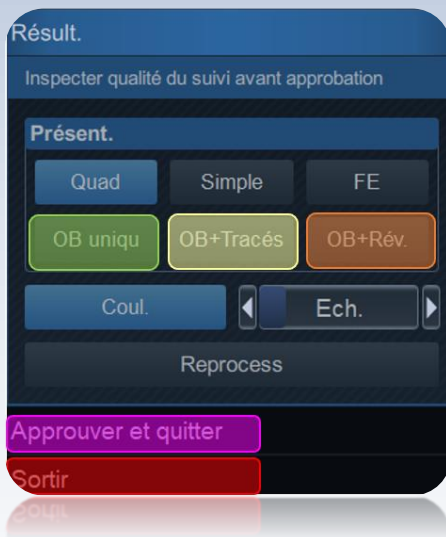 Résult.
Inspecter qualité du suivi avant approbation
Présent.
Quad Simple FE
OB uniqu OB+Tracés OB+Rév.
Coul. Ech.
Reprocess
Approuver et quitter
Sortir